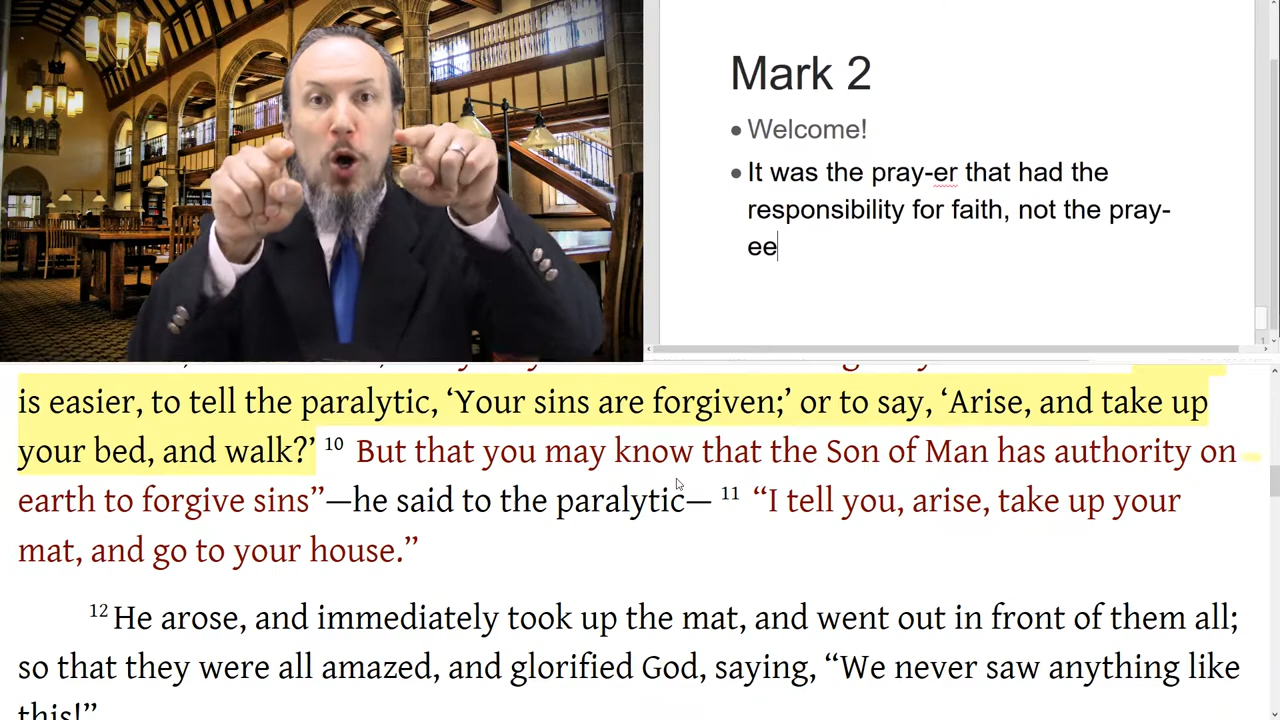 Mark 2
Welcome!
It was the pray-er that had the
responsibility for faith, not the pray-
ee
is easier, to tell the paralytic, ‘Your sins are forgiven;’ or to say, ‘Arise, and take up
your bed, and walk?’ 10 But that you may know that the Son of Man has authority on
earth to forgive sins”—he said to the paralytic— 11 “I tell you, arise, take up your
mat, and go to your house.”
12 He arose, and immediately took up the mat, and went out in front of them all;
so that they were all amazed, and glorified God, saying, “We never saw anything like
this!”